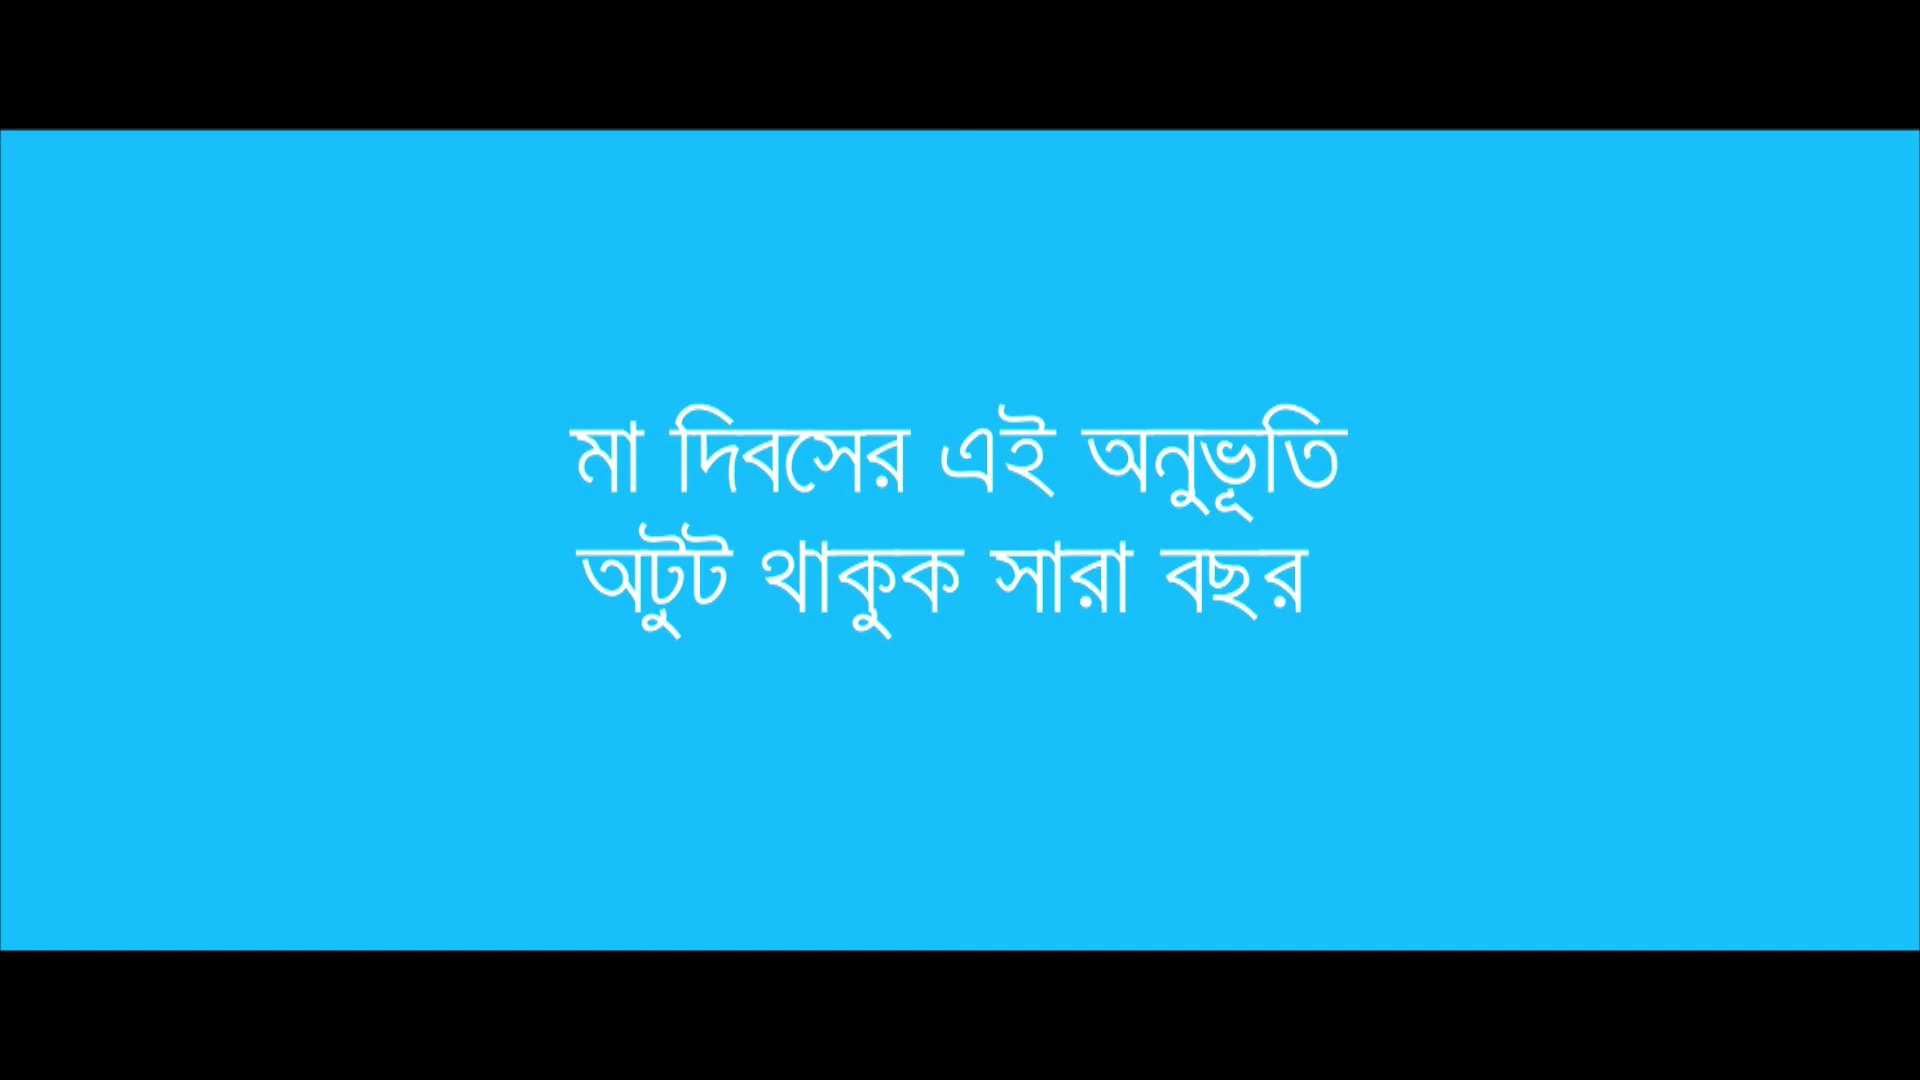 মা দিবসের এই অনুভূতি
অটুট থাকুক সারা বছর